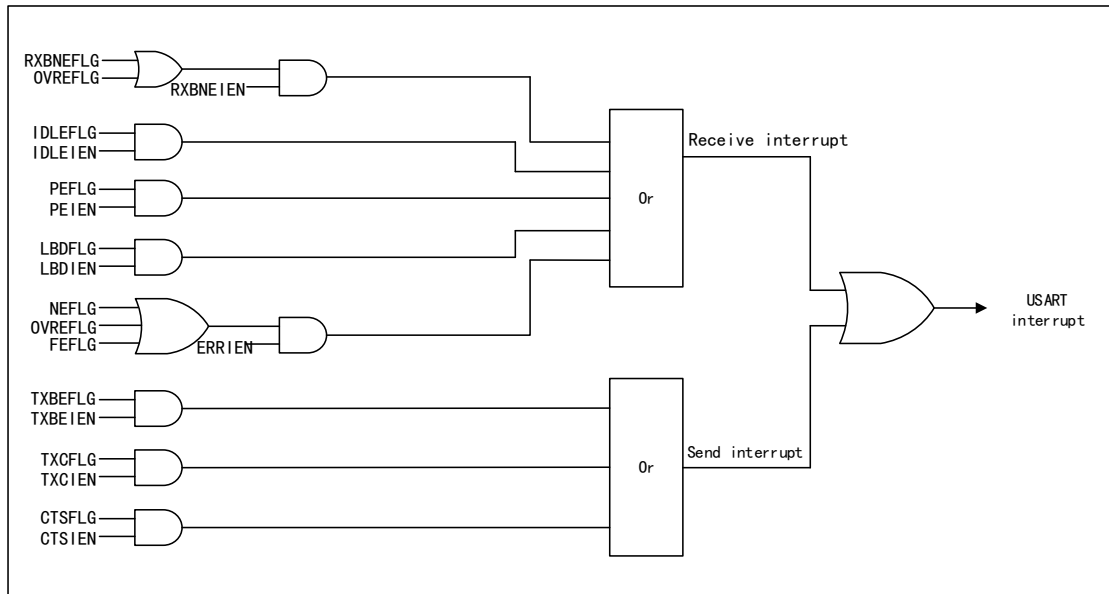 RXBNEFLG
OVREFLG
RXBNEIEN
IDLEFLG
IDLEIEN
PEFLG
PEIEN
LBDFLG
LBDIEN
NEFLG
OVREFLG
FEFLG
ERRIEN
Or
Receive interrupt
TXBEFLG
TXBEIEN
TXCFLG
TXCIEN
CTSFLG
CTSIEN
Or
Send interrupt
USART
interrupt